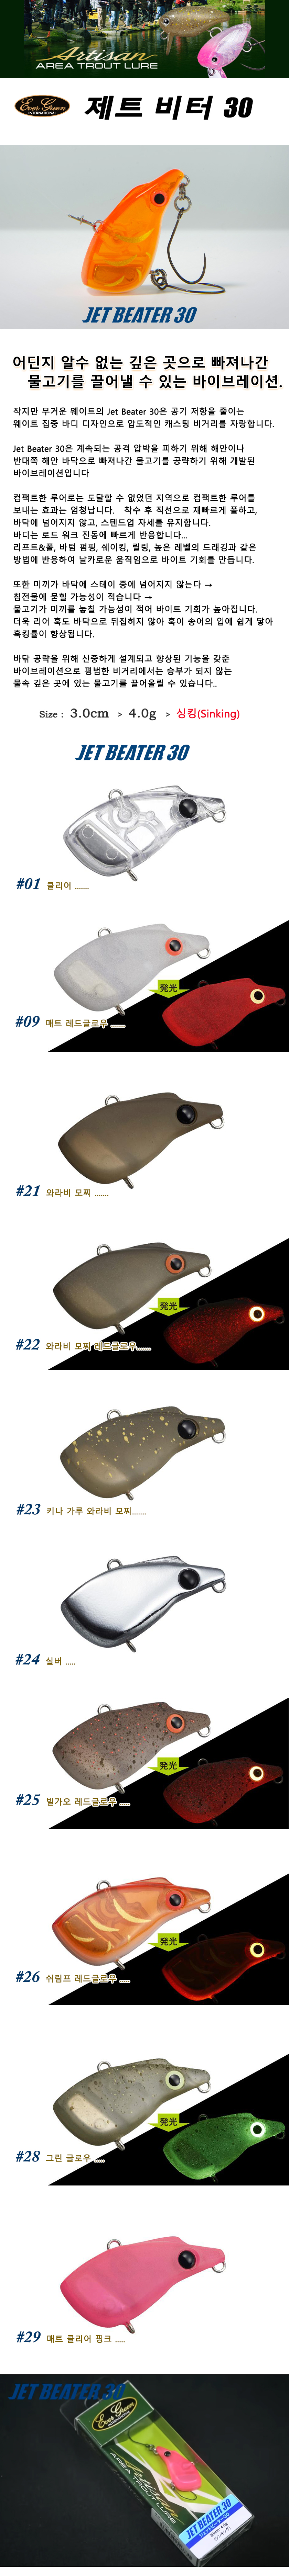 Artisan
AREA TROUT LURE
Ever Green
INTERNATIONAL
제트 비터 30
JET BEATER 30
어딘지 알수 없는 깊은 곳으로 빠져나간
물고기를 끌어낼 수 있는 바이브레이션.
작지만 무거운 웨이트의 Jet Beater 30은 공기 저항을 줄이는
웨이트 집중 바디 디자인으로 압도적인 캐스팅 비거리를 자랑합니다.
Jet Beater 30은 계속되는 공격 압박을 피하기 위해 해안이나
반대쪽 해안 바닥으로 빠져나간 물고기를 공략하기 위해 개발된
바이브레이션입니다
컴팩트한 루어로는 도달할 수 없었던 지역으로 컴팩트한 루어를
보내는 효과는 엄청납니다. 착수 후 직선으로 재빠르게 폴하고,
바닥에 넘어지지 않고, 스텐드업 자세를 유지합니다.
바디는 로드 워크 진동에 빠르게 반응합니다...
리프트&폴, 바텀 펌핑, 쉐이킹, 릴링, 높은 레벨의 드래깅과 같은
방법에 반응하여 날카로운 움직임으로 바이트 기회를 만듭니다.
또한 미끼가 바닥에 스테이 중에 넘어지지 않는다 →
침전물에 묻힐 가능성이 적습니다 →
물고기가 미끼를 놓칠 가능성이 적어 바이트 기회가 높아집니다.
더욱 리어 훅도 바닥으로 뒤집히지 않아 훅이 송어의 입에 쉽게 닿아
훅킹률이 향상됩니다.
바닦 공략을 위해 신중하게 설계되고 향상된 기능을 갖춘
바이브레이션으로 평범한 비거리에서는 승부가 되지 않는
물속 깊은 곳에 있는 물고기를 끌어올릴 수 있습니다..
Size : 3.0cm > 4.0g > 싱킹(Sinking)
JET BEATER 30
#01 클리어 .......
発光
#09 매트 레드글로우 .......
#21 와라비 모찌 .......
発光
#22 와라비 모찌 레드글로우.......
#23 키나 가루 와라비 모찌.......
#24 실버 .....
発光
#25 빌가오 레드글로우 .....
発光
#26 쉬림프 레드글로우 .....
発光
#28 그린 글로우 .....
#29 매트 클리어 핑크 .....
JET BEATER 30
Ever Green
Artisan
AREA TROUT LURE
JET BEATER 30